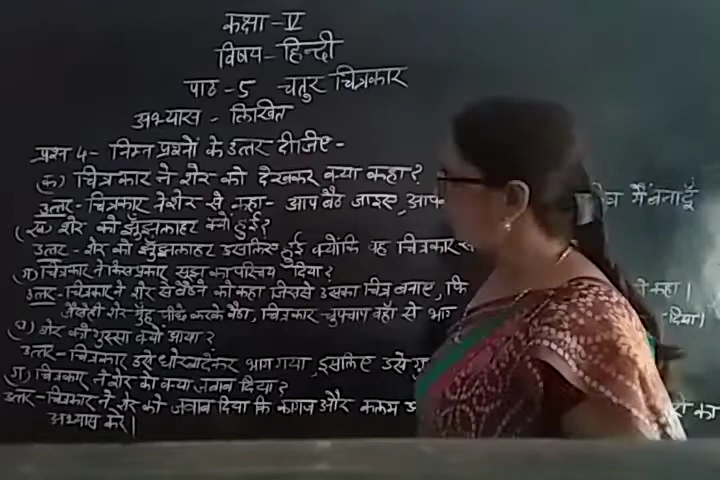 कक्षा - V
विषय - हिन्दी
पाठ - 5 चतुर चित्रकार
अभ्यास - लिखित
प्रश्न 4 - निम्न प्रश्नों के उत्तर दीजिए -
(क) चित्रकार ने शेर को देखकर क्या कहा?
उत्तर - चित्रकार ने शेर से कहा - आप बैठ जाइए, आप चित्र मैं बनाऊँ
(ख) शेर को झुँझलाहट क्यों हुई?
उत्तर - शेर को झुँझलाहट इसलिए हुई क्योंकि वह चित्रकार
(ग) चित्रकार ने किस प्रकार सूझ का परिचय दिया?
उत्तर - चित्रकार ने शेर से बैठने को कहा जिससे उसका चित्र बनाए, कहा।
शेर मुँह करके बैठा, चित्रकार चुपचाप वहाँ से भाग दिया।
(घ) शेर को गुस्सा क्यों आया?
उत्तर - चित्रकार उसे धोखा देकर भाग गया, इसलिए उसे
(ग) चित्रकार ने शेर को क्या जवाब दिया?
उत्तर - चित्रकार ने शेर को जवाब दिया कि कागज और कलम का
अभ्यास करे।